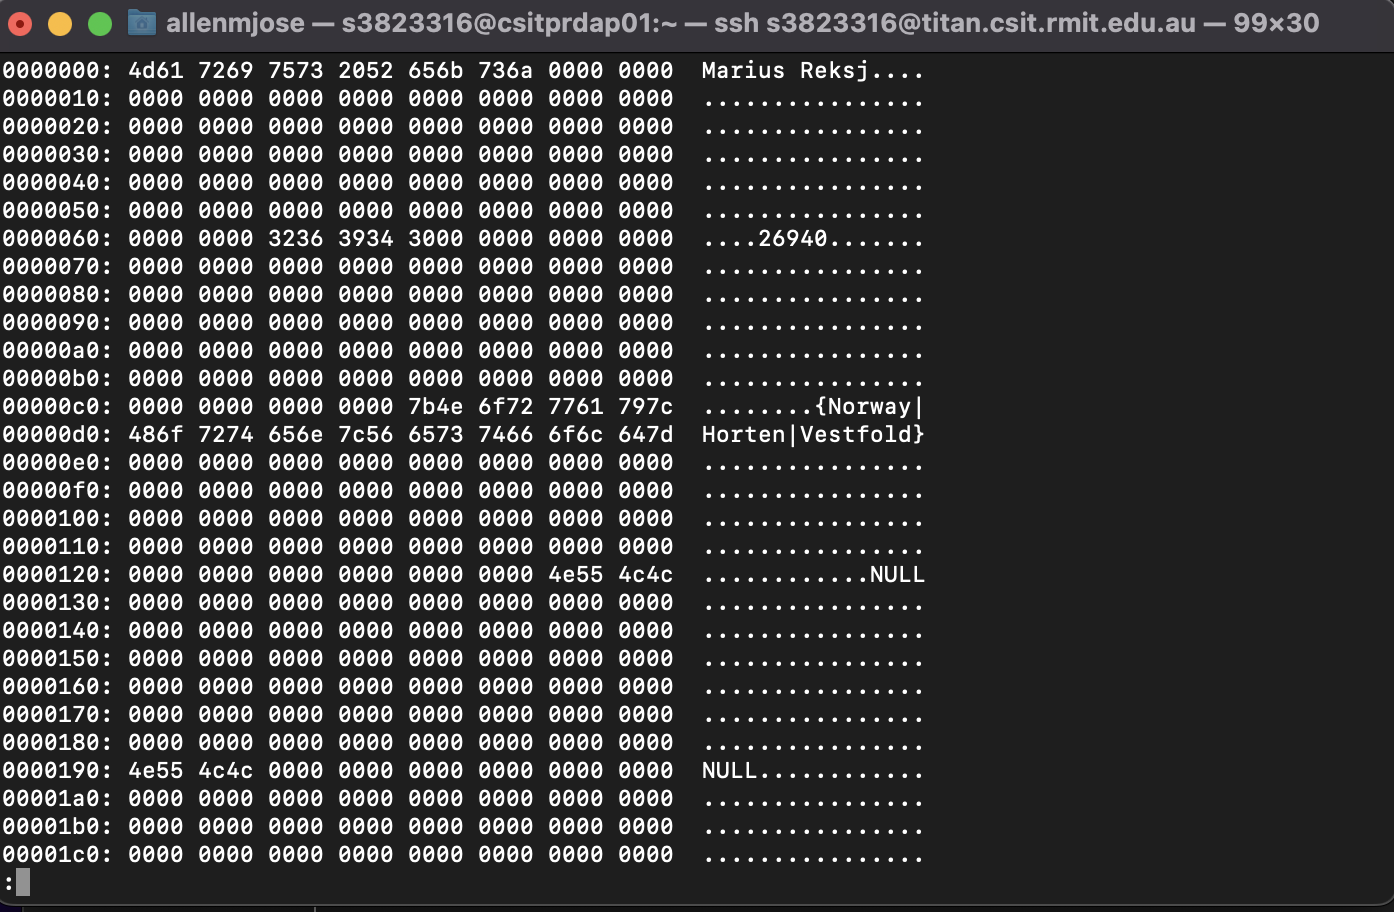 allenmjose — s3823316@csitprdap01:~ — ssh s3823316@titan.csit.rmit.edu.au — 99×30
0000000: 4d61 7269 7573 2052 656b 736a 0000 0000  Marius Reksj....
0000010: 0000 0000 0000 0000 0000 0000 0000 0000  ................
0000020: 0000 0000 0000 0000 0000 0000 0000 0000  ................
0000030: 0000 0000 0000 0000 0000 0000 0000 0000  ................
0000040: 0000 0000 0000 0000 0000 0000 0000 0000  ................
0000050: 0000 0000 0000 0000 0000 0000 0000 0000  ................
0000060: 0000 0000 3236 3934 3000 0000 0000 0000  ....26940.......
0000070: 0000 0000 0000 0000 0000 0000 0000 0000  ................
0000080: 0000 0000 0000 0000 0000 0000 0000 0000  ................
0000090: 0000 0000 0000 0000 0000 0000 0000 0000  ................
00000a0: 0000 0000 0000 0000 0000 0000 0000 0000  ................
00000b0: 0000 0000 0000 0000 0000 0000 0000 0000  ................
00000c0: 0000 0000 0000 0000 7b4e 6f72 7761 797c  ........{Norway|
00000d0: 486f 7274 656e 7c56 6573 7466 6f6c 647d  Horten|Vestfold}
00000e0: 0000 0000 0000 0000 0000 0000 0000 0000  ................
00000f0: 0000 0000 0000 0000 0000 0000 0000 0000  ................
0000100: 0000 0000 0000 0000 0000 0000 0000 0000  ................
0000110: 0000 0000 0000 0000 0000 0000 0000 0000  ................
0000120: 0000 0000 0000 0000 0000 0000 4e55 4c4c  ............NULL
0000130: 0000 0000 0000 0000 0000 0000 0000 0000  ................
0000140: 0000 0000 0000 0000 0000 0000 0000 0000  ................
0000150: 0000 0000 0000 0000 0000 0000 0000 0000  ................
0000160: 0000 0000 0000 0000 0000 0000 0000 0000  ................
0000170: 0000 0000 0000 0000 0000 0000 0000 0000  ................
0000180: 0000 0000 0000 0000 0000 0000 0000 0000  ................
0000190: 4e55 4c4c 0000 0000 0000 0000 0000 0000  NULL............
00001a0: 0000 0000 0000 0000 0000 0000 0000 0000  ................
00001b0: 0000 0000 0000 0000 0000 0000 0000 0000  ................
00001c0: 0000 0000 0000 0000 0000 0000 0000 0000  ................
: